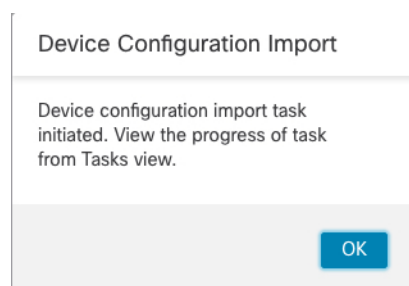 Device Configuration Import
Device configuration import task
initiated. View the progress of task
from Tasks view.
OK